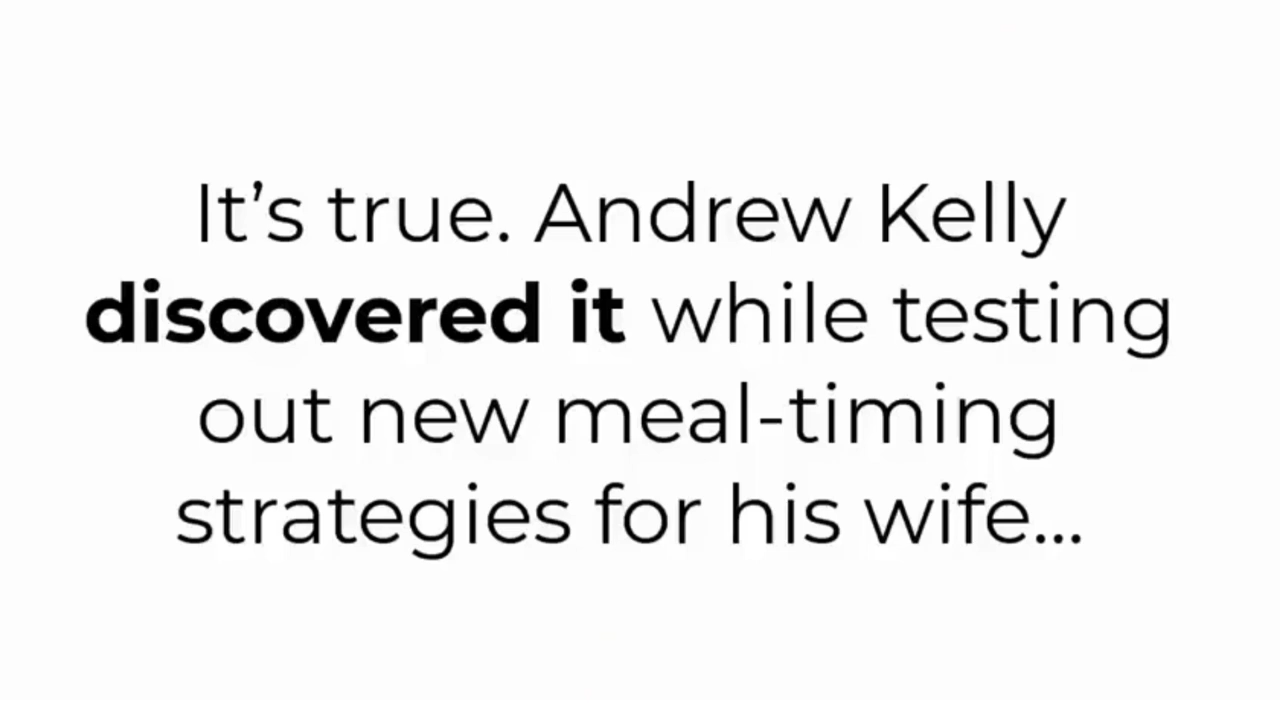 It’s true. Andrew Kelly
discovered it while testing
out new meal-timing
strategies for his wife...